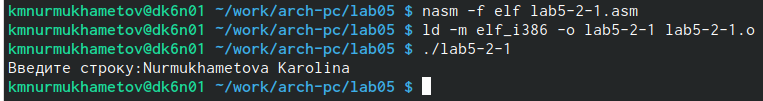 kmnurmukhametov@dk6n01 ~/work/arch-pc/lab05 $ nasm -f elf lab5-2-1.asm
kmnurmukhametov@dk6n01 ~/work/arch-pc/lab05 $ ld -m elf_i386 -o lab5-2-1 lab5-2-1.o
kmnurmukhametov@dk6n01 ~/work/arch-pc/lab05 $ ./lab5-2-1
Введите строку:Nurmukhametova Karolina
kmnurmukhametov@dk6n01 ~/work/arch-pc/lab05 $